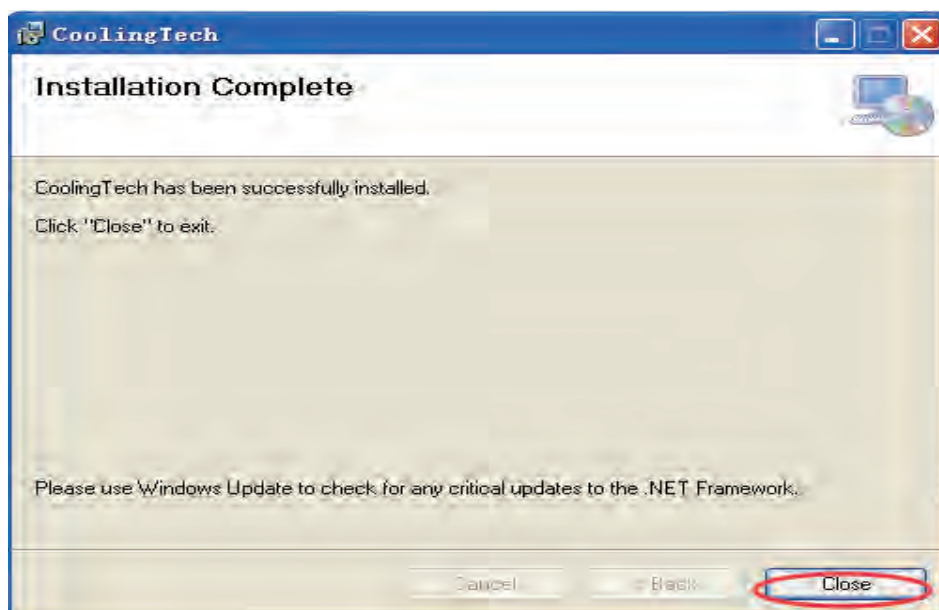 CoolingTech
Installation Complete
CoolingTech has been successfully installed.
Click "Close" to exit.
Please use Windows Update to check for any critical updates to the .NET Framework.
Cancel
< Back
Close